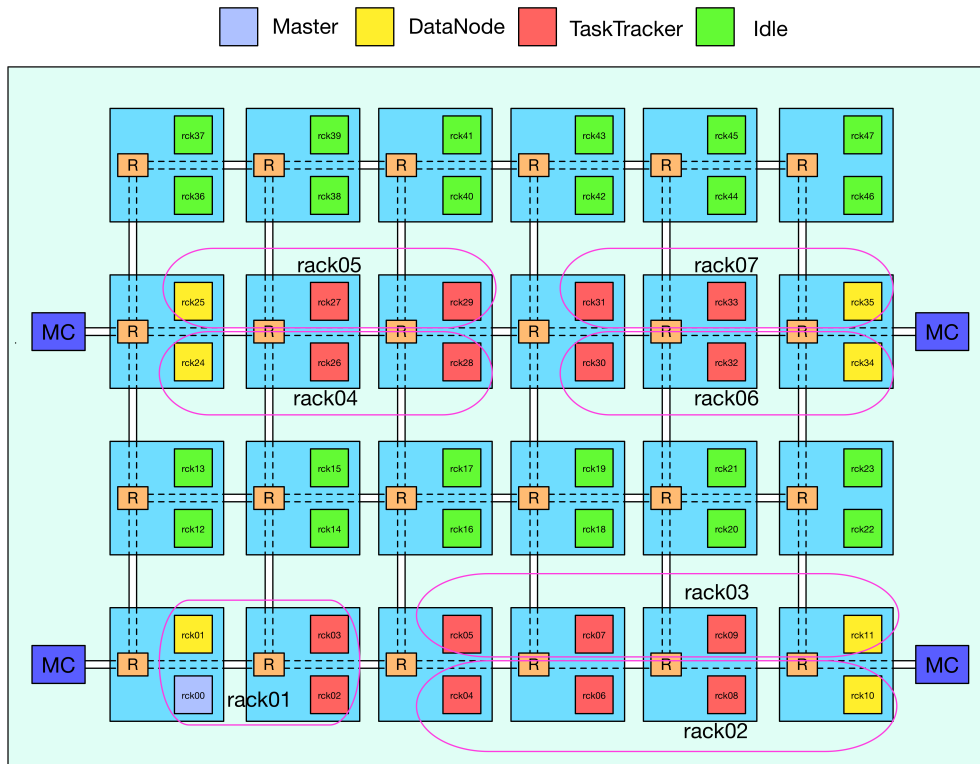 Master DataNode TaskTracker Idle
rck37 rck39 rck41 rck43 rck45 rck47
R R R R R R
rck36 rck38 rck40 rck42 rck44 rck46
rack05 rack07
rck25 rck27 rck29 rck31 rck33 rck35
MC R R R R R R MC
rck24 rck26 rck28 rck30 rck32 rck34
rack04 rack06
rck13 rck15 rck17 rck19 rck21 rck23
R R R R R R
rck12 rck14 rck16 rck18 rck20 rck22
rack03
rck01 rck03 rck05 rck07 rck09 rck11
MC R R R R R R MC
rck00 rack01 rck02 rck04 rck06 rck08 rck10
rack02